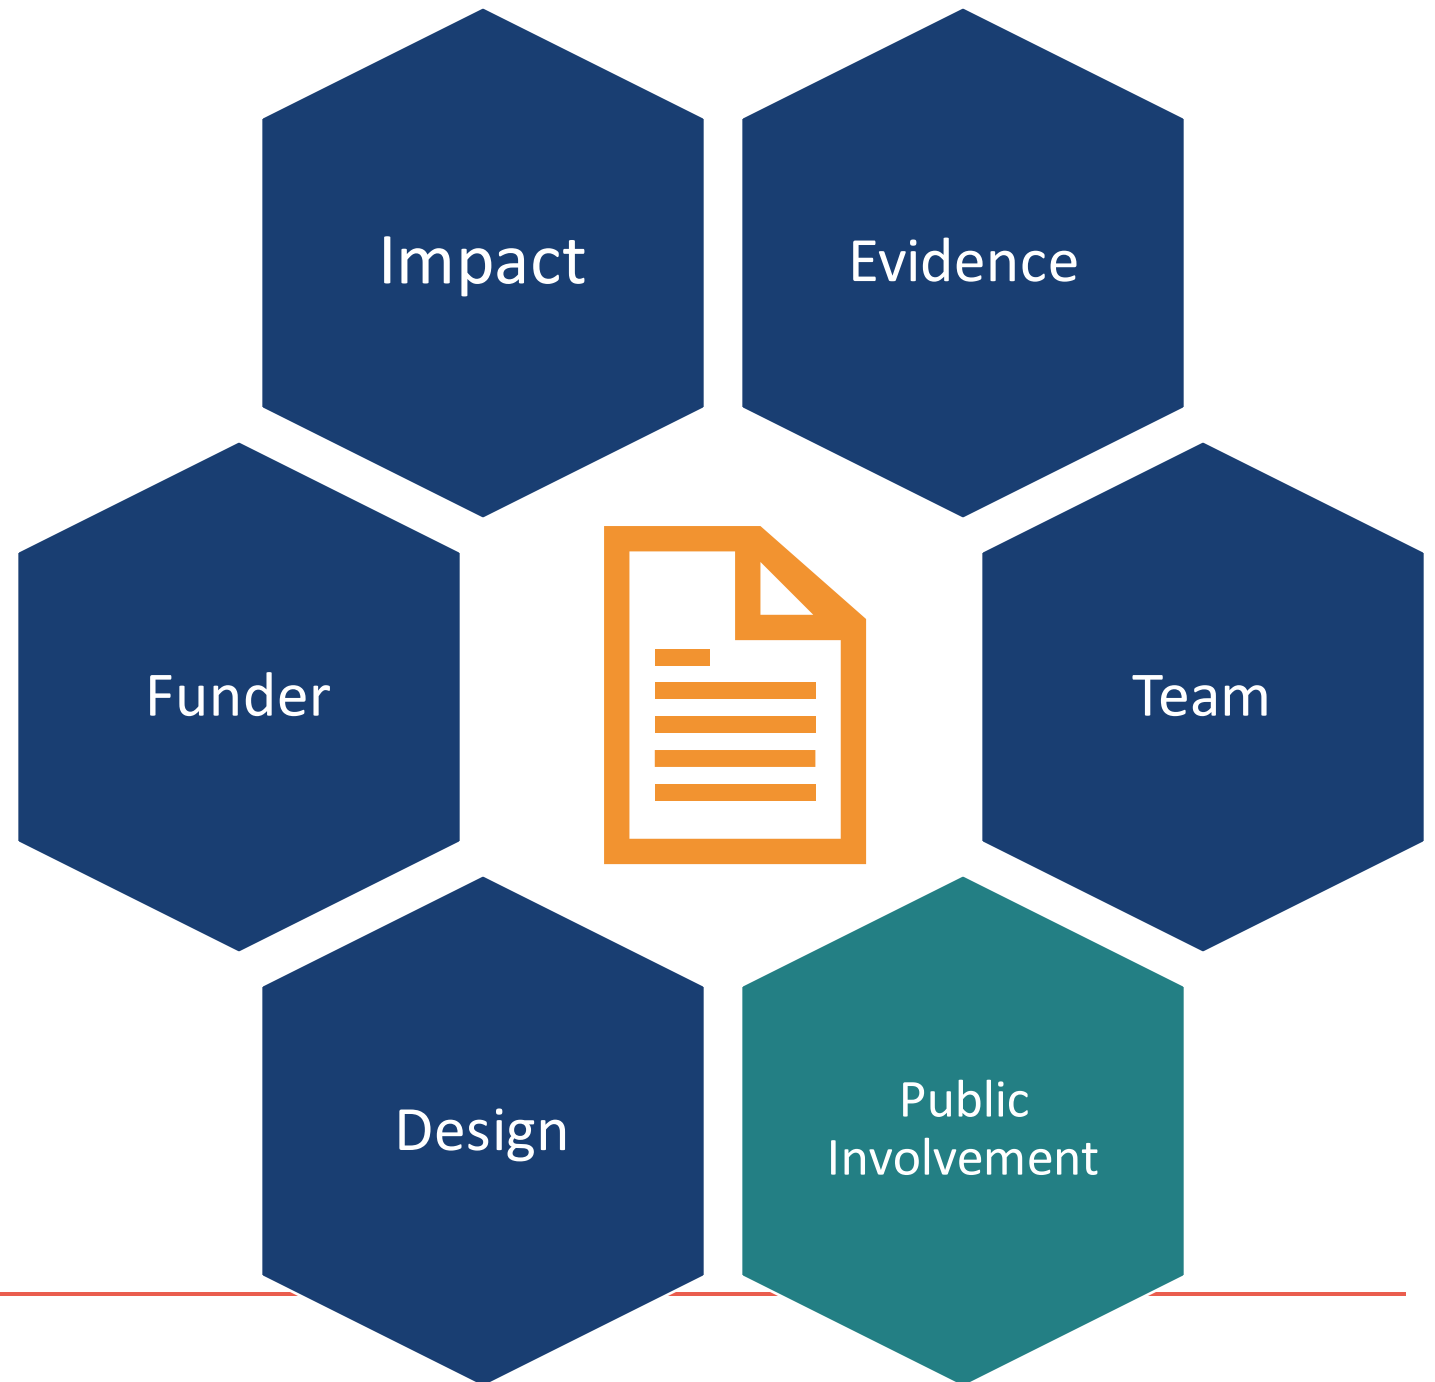 Impact
Evidence
Funder
Team
Design
Public
Involvement